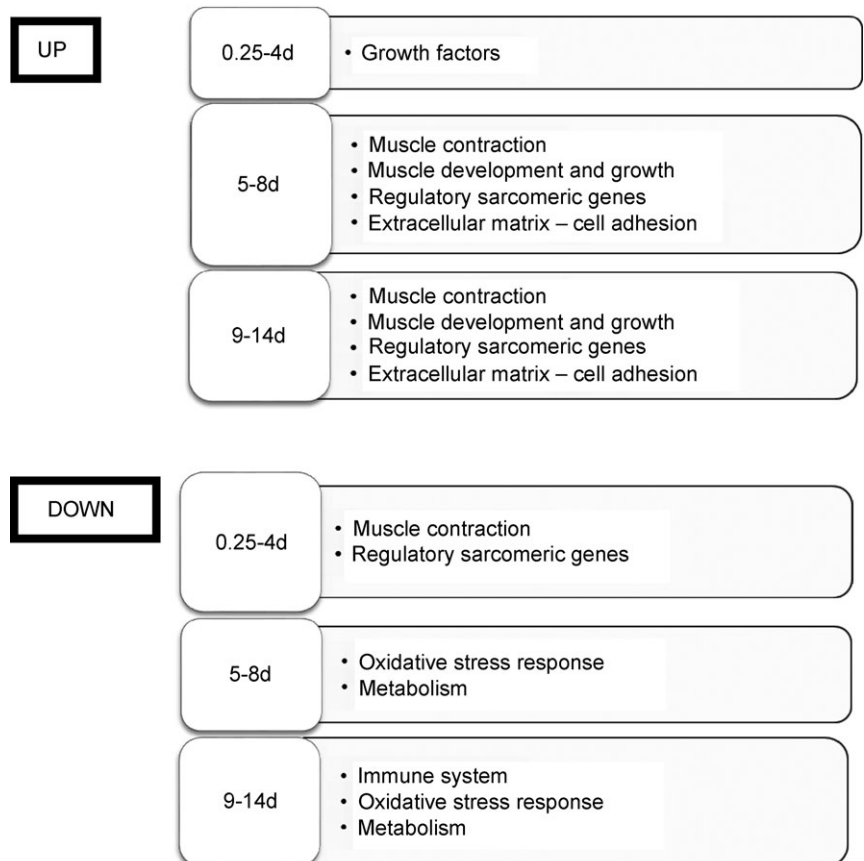 UP
0.25-4d
• Growth factors
5-8d
• Muscle contraction
• Muscle development and growth
• Regulatory sarcomeric genes
• Extracellular matrix – cell adhesion
9-14d
• Muscle contraction
• Muscle development and growth
• Regulatory sarcomeric genes
• Extracellular matrix – cell adhesion
DOWN
0.25-4d
• Muscle contraction
• Regulatory sarcomeric genes
5-8d
• Oxidative stress response
• Metabolism
9-14d
• Immune system
• Oxidative stress response
• Metabolism